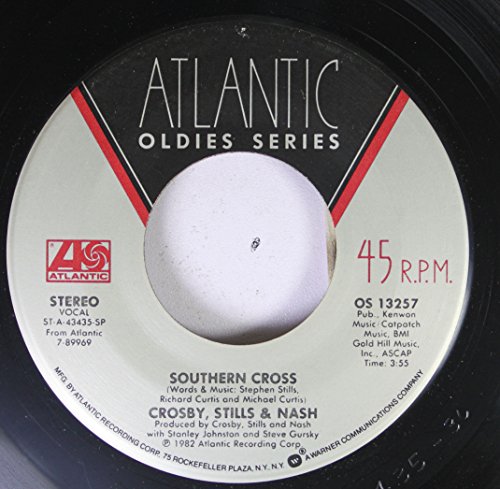 ATLANTIC
OLDIES SERIES
ATLANTIC
45 R.P.M.
STEREO
VOCAL
ST-A-43435-SP
From Atlantic
7-89969
OS 13257
Pub., Kenwon
Music/Catpatch
Music, BMI
Gold Hill Music,
Inc., ASCAP
Time: 3:55
SOUTHERN CROSS
(Words & Music: Stephen Stills,
Richard Curtis and Michael Curtis)
CROSBY, STILLS & NASH
Produced by Crosby, Stills and Nash
with Stanley Johnston and Steve Gursky
℗ 1982 Atlantic Recording Corp.
MFG. BY ATLANTIC RECORDING CORP. 75 ROCKEFELLER PLAZA, N.Y., N.Y. A WARNER COMMUNICATIONS COMPANY